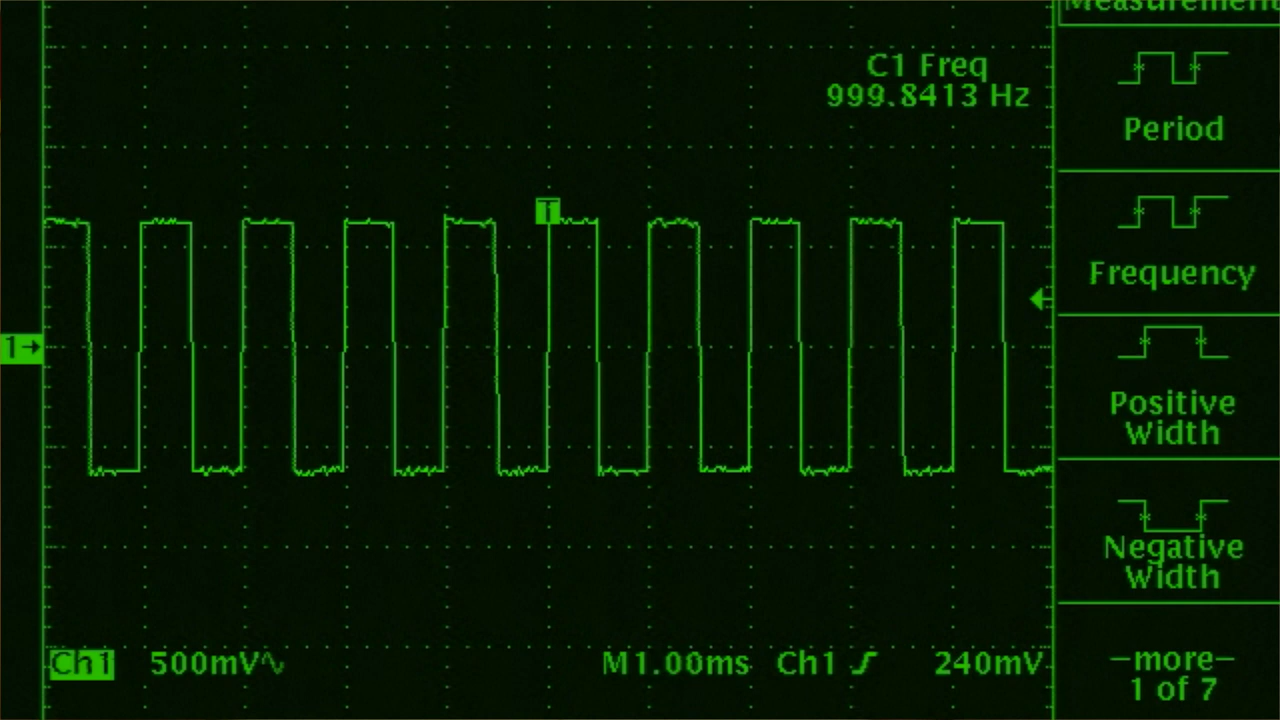 Measurement
C1 Freq
999.8413 Hz
Period
T
Frequency
1→
Positive
Width
Negative
Width
Ch1 500mV∿ M1.00ms Ch1 ƒ 240mV
—more—
1 of 7